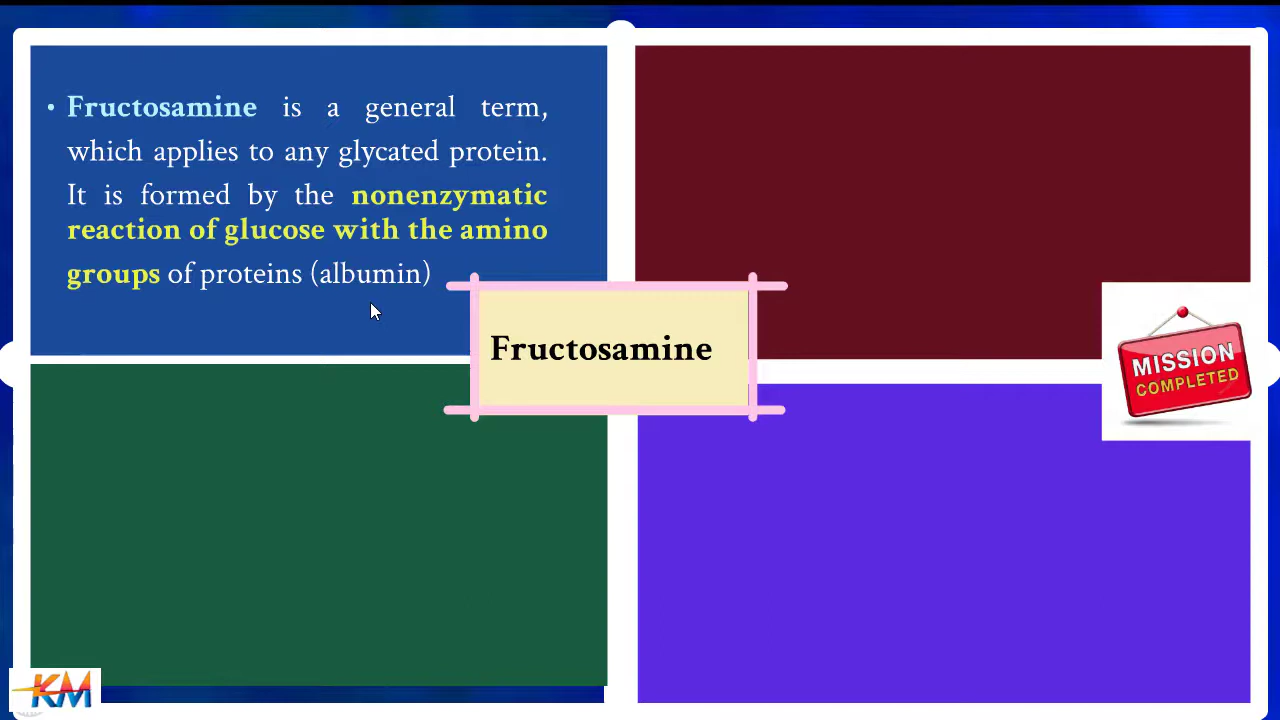 • Fructosamine is a general term,
which applies to any glycated protein.
It is formed by the nonenzymatic
reaction of glucose with the amino
groups of proteins (albumin)
Fructosamine
MISSION
COMPLETED
KM